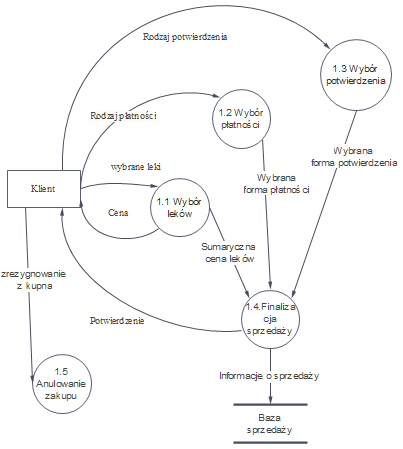 Rodzaj potwierdzenia
1.3 Wybór
potwierdzenia
Rodzaj płatności
1.2 Wybór
płatności
Wybrana
forma potwierdzenia
wybrane leki
Wybrana
forma płatności
Klient
1.1 Wybór
leków
Cena
Sumaryczna
cena leków
zrezygnowanie
z kupna
Potwierdzenie
1.4.Finaliza
cja
sprzedaży
1.5
Anulowanie
zakupu
Informacje o sprzedaży
Baza
sprzedaży